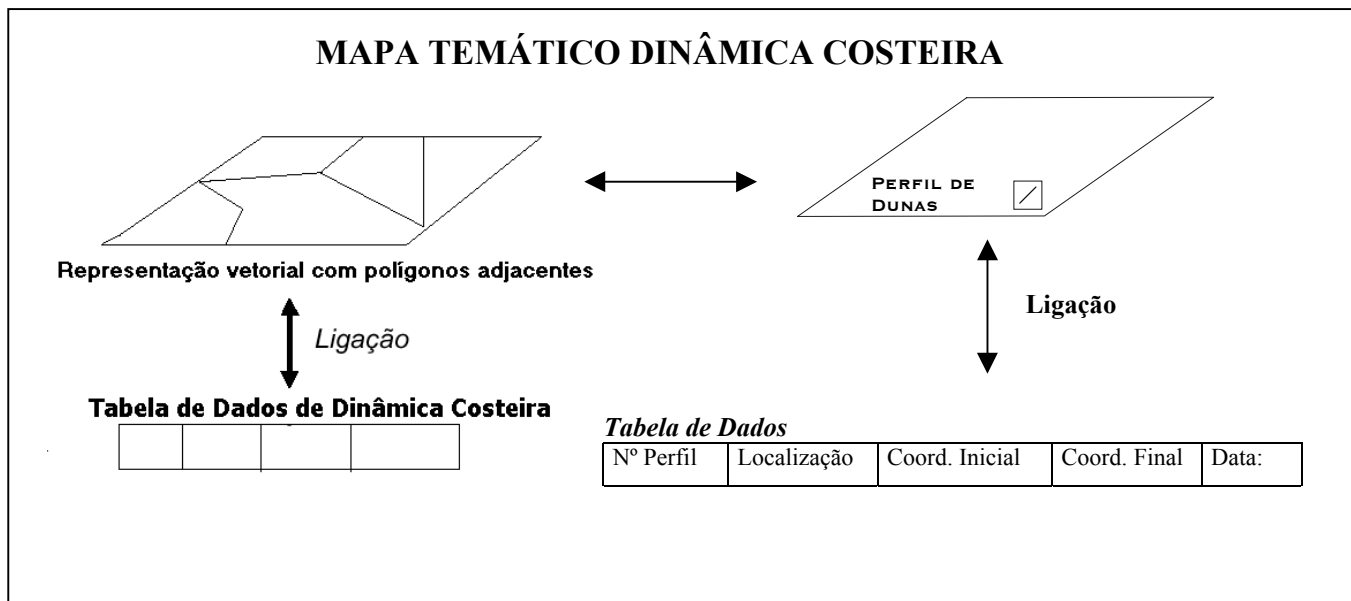 MAPA TEMÁTICO DINÂMICA COSTEIRA
PERFIL DE
DUNAS
Representação vetorial com polígonos adjacentes
Ligação
Ligação
Tabela de Dados de Dinâmica Costeira
Tabela de Dados
Nº Perfil Localização Coord. Inicial Coord. Final Data: